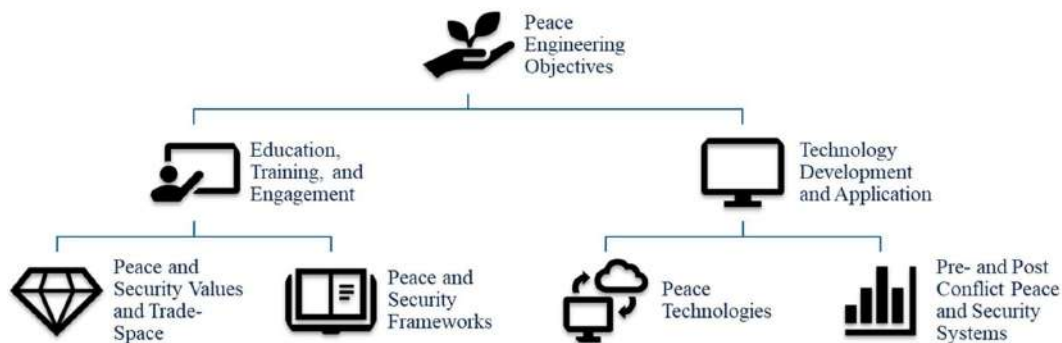 Peace
Engineering
Objectives
Education,
Training, and
Engagement
Technology
Development
and Application
Peace and
Security Values
and Trade-
Space
Peace and
Security
Frameworks
Peace
Technologies
Pre- and Post
Conflict Peace
and Security
Systems